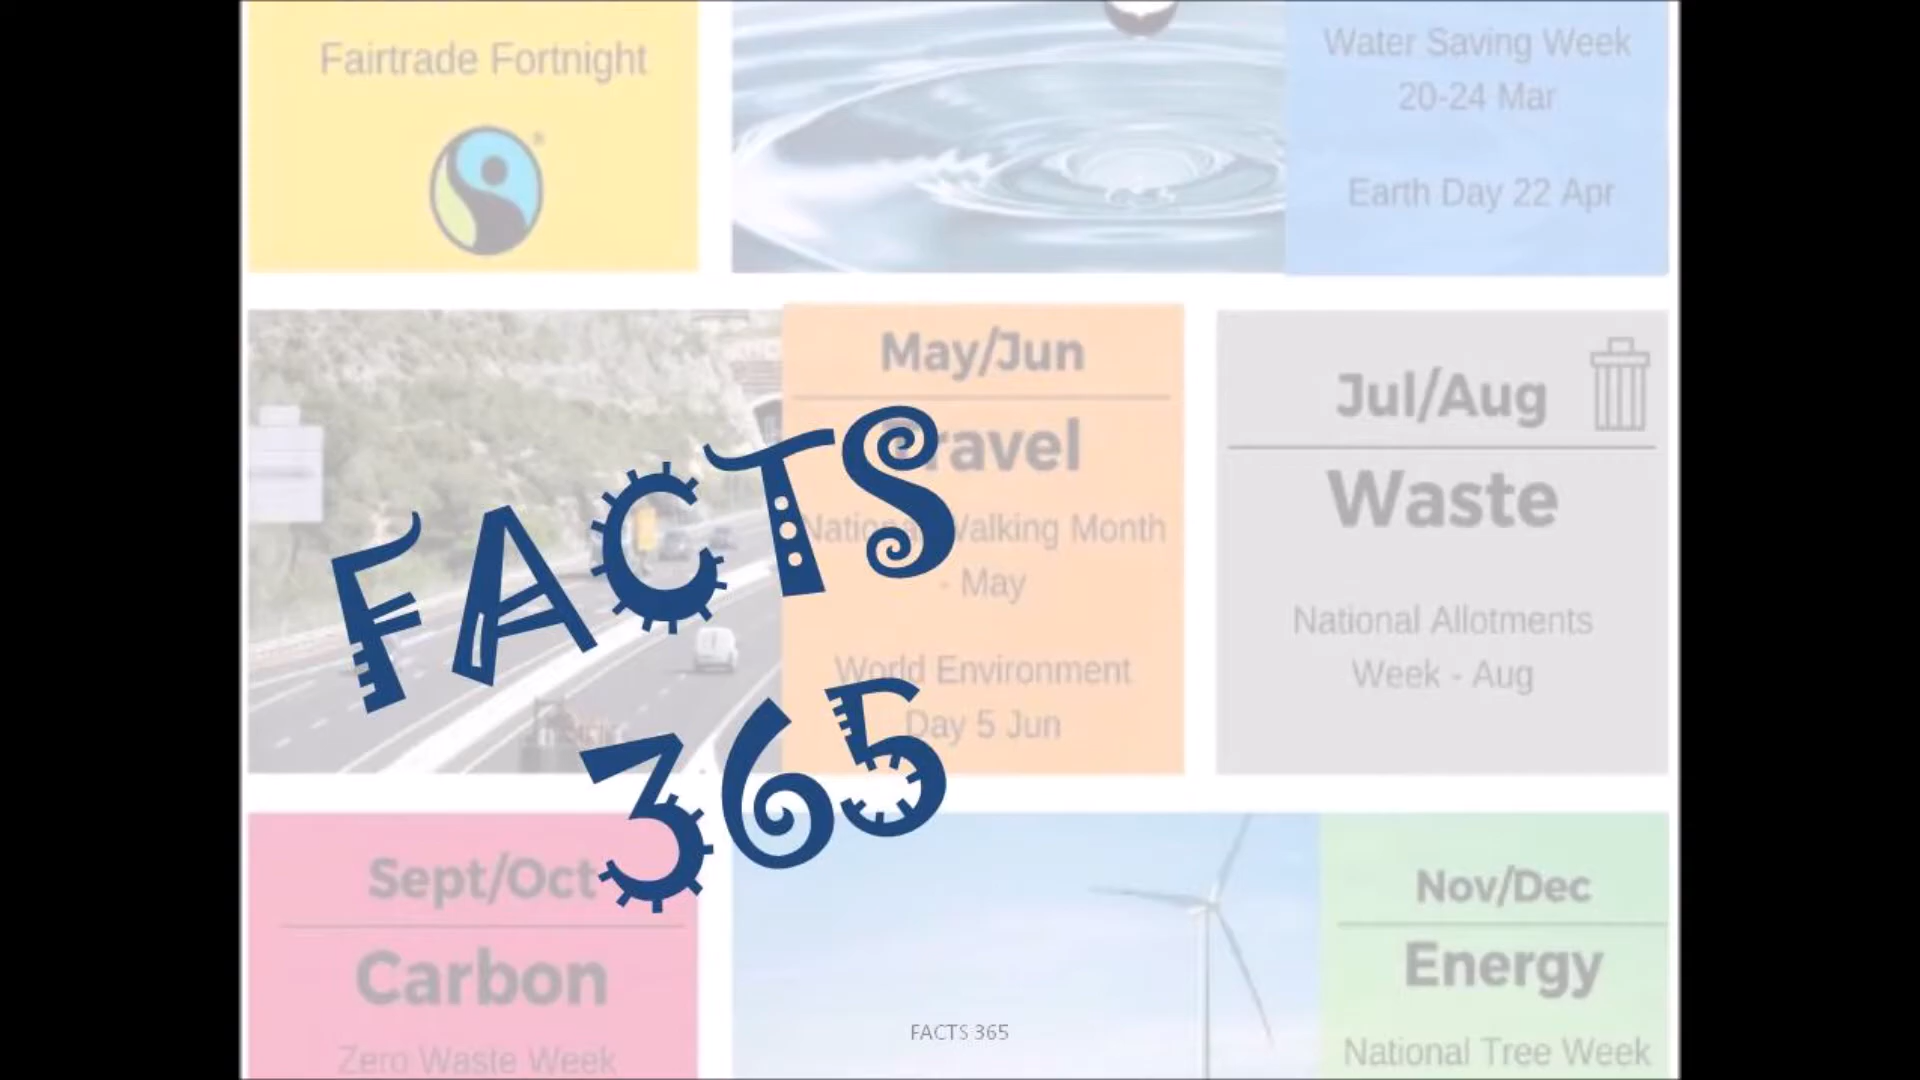 Fairtrade Fortnight
®
Water Saving Week
20-24 Mar
Earth Day 22 Apr
May/Jun
Travel
National Walking Month
- May
World Environment
Day 5 Jun
Jul/Aug
Waste
National Allotments
Week - Aug
FACTS
365
Sept/Oct
Carbon
Zero Waste Week
Nov/Dec
Energy
National Tree Week
FACTS 365